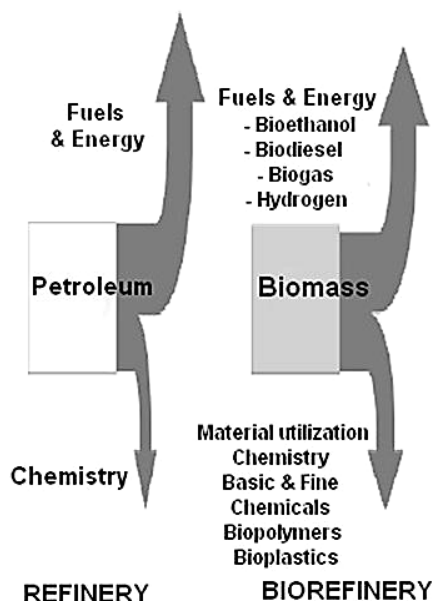 Fuels
& Energy
Petroleum
Chemistry
REFINERY
Fuels & Energy
- Bioethanol
- Biodiesel
- Biogas
- Hydrogen
Biomass
Material utilization
Chemistry
Basic & Fine
Chemicals
Biopolymers
Bioplastics
BIOREFINERY